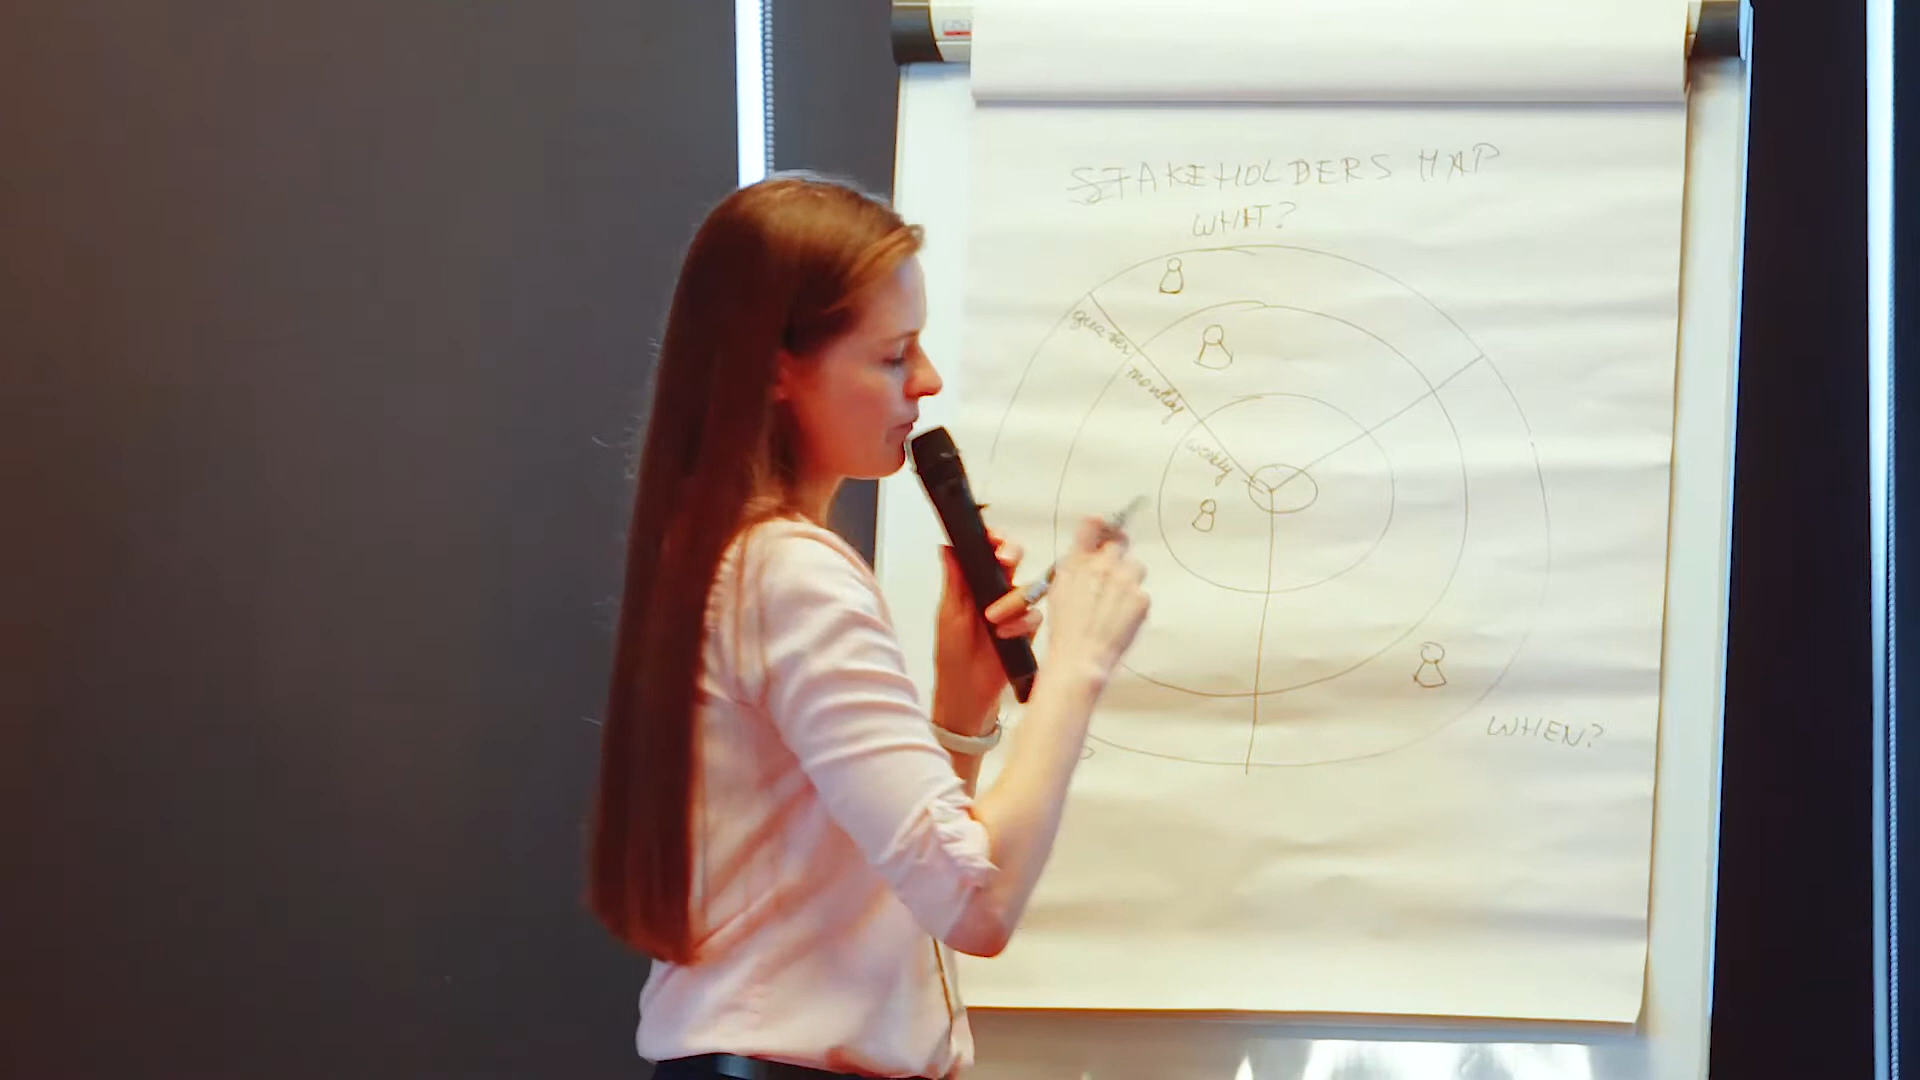 STAKEHOLDERS MAP
WHAT?
quarter
monthly
weekly
WHEN?